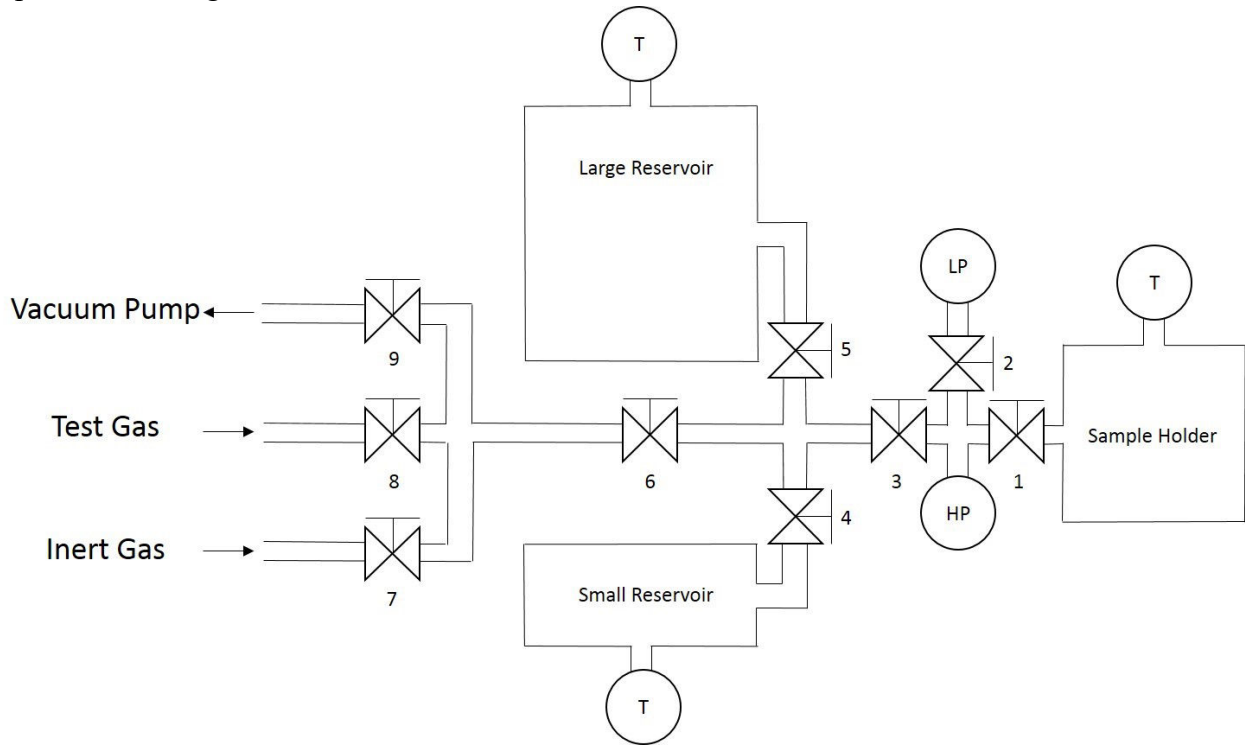 T
Large Reservoir
LP
T
Vacuum Pump
9
5
2
Test Gas
8
6
3
1
Sample Holder
HP
4
Inert Gas
7
Small Reservoir
T